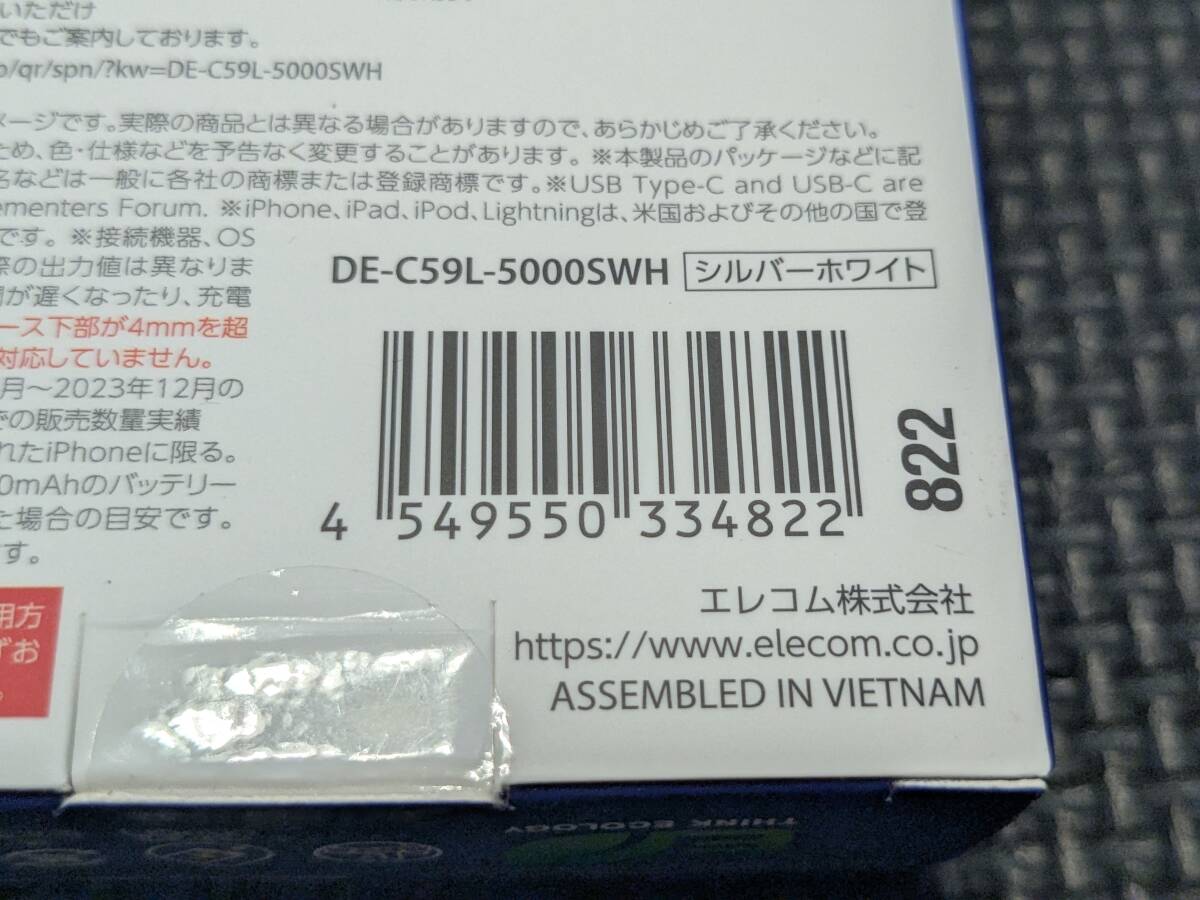 いただけ
でもご案内しております。
/qr/spn/?kw=DE-C59L-5000SWH
メージです。実際の商品とは異なる場合がありますので、あらかじめご了承ください。
ため、色・仕様などを予告なく変更することがあります。※本製品のパッケージなどに記
名などは一般に各社の商標または登録商標です。※USB Type-C and USB-C are
ementers Forum. ※iPhone、iPad、iPod、Lightningは、米国およびその他の国で登
です。※接続機器、OS
際の出力値は異なりま
間が遅くなったり、充電
ース下部が4mmを超
対応していません。
月～2023年12月の
での販売数量実績
れたiPhoneに限る。
0mAhのバッテリー
た場合の目安です。
す。
DE-C59L-5000SWH シルバーホワイト
4 549550 334822
822
用方
ずお
。
エレコム株式会社
https://www.elecom.co.jp
ASSEMBLED IN VIETNAM
THINK ECOLOGY